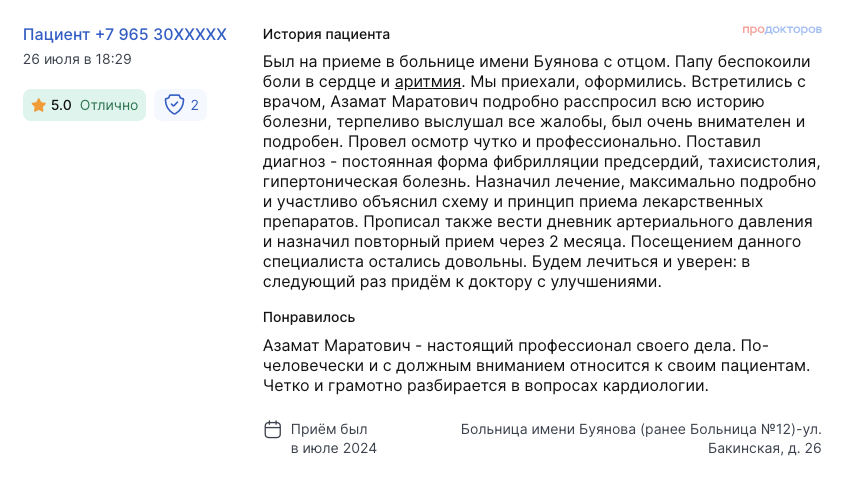 Пациент +7 965 30XXXXX
26 июля в 18:29
5.0 Отлично
2
История пациента
продокторов
Был на приеме в больнице имени Буянова с отцом. Папу беспокоили
боли в сердце и аритмия. Мы приехали, оформились. Встретились с
врачом, Азамат Маратович подробно расспросил всю историю
болезни, терпеливо выслушал все жалобы, был очень внимателен и
подробен. Провел осмотр чутко и профессионально. Поставил
диагноз - постоянная форма фибрилляции предсердий, тахисистолия,
гипертоническая болезнь. Назначил лечение, максимально подробно
и участливо объяснил схему и принцип приема лекарственных
препаратов. Прописал также вести дневник артериального давления
и назначил повторный прием через 2 месяца. Посещением данного
специалиста остались довольны. Будем лечиться и уверен: в
следующий раз придём к доктору с улучшениями.
Понравилось
Азамат Маратович - настоящий профессионал своего дела. По-
человечески и с должным вниманием относится к своим пациентам.
Четко и грамотно разбирается в вопросах кардиологии.
Приём был
в июле 2024
Больница имени Буянова (ранее Больница №12)-ул.
Бакинская, д. 26